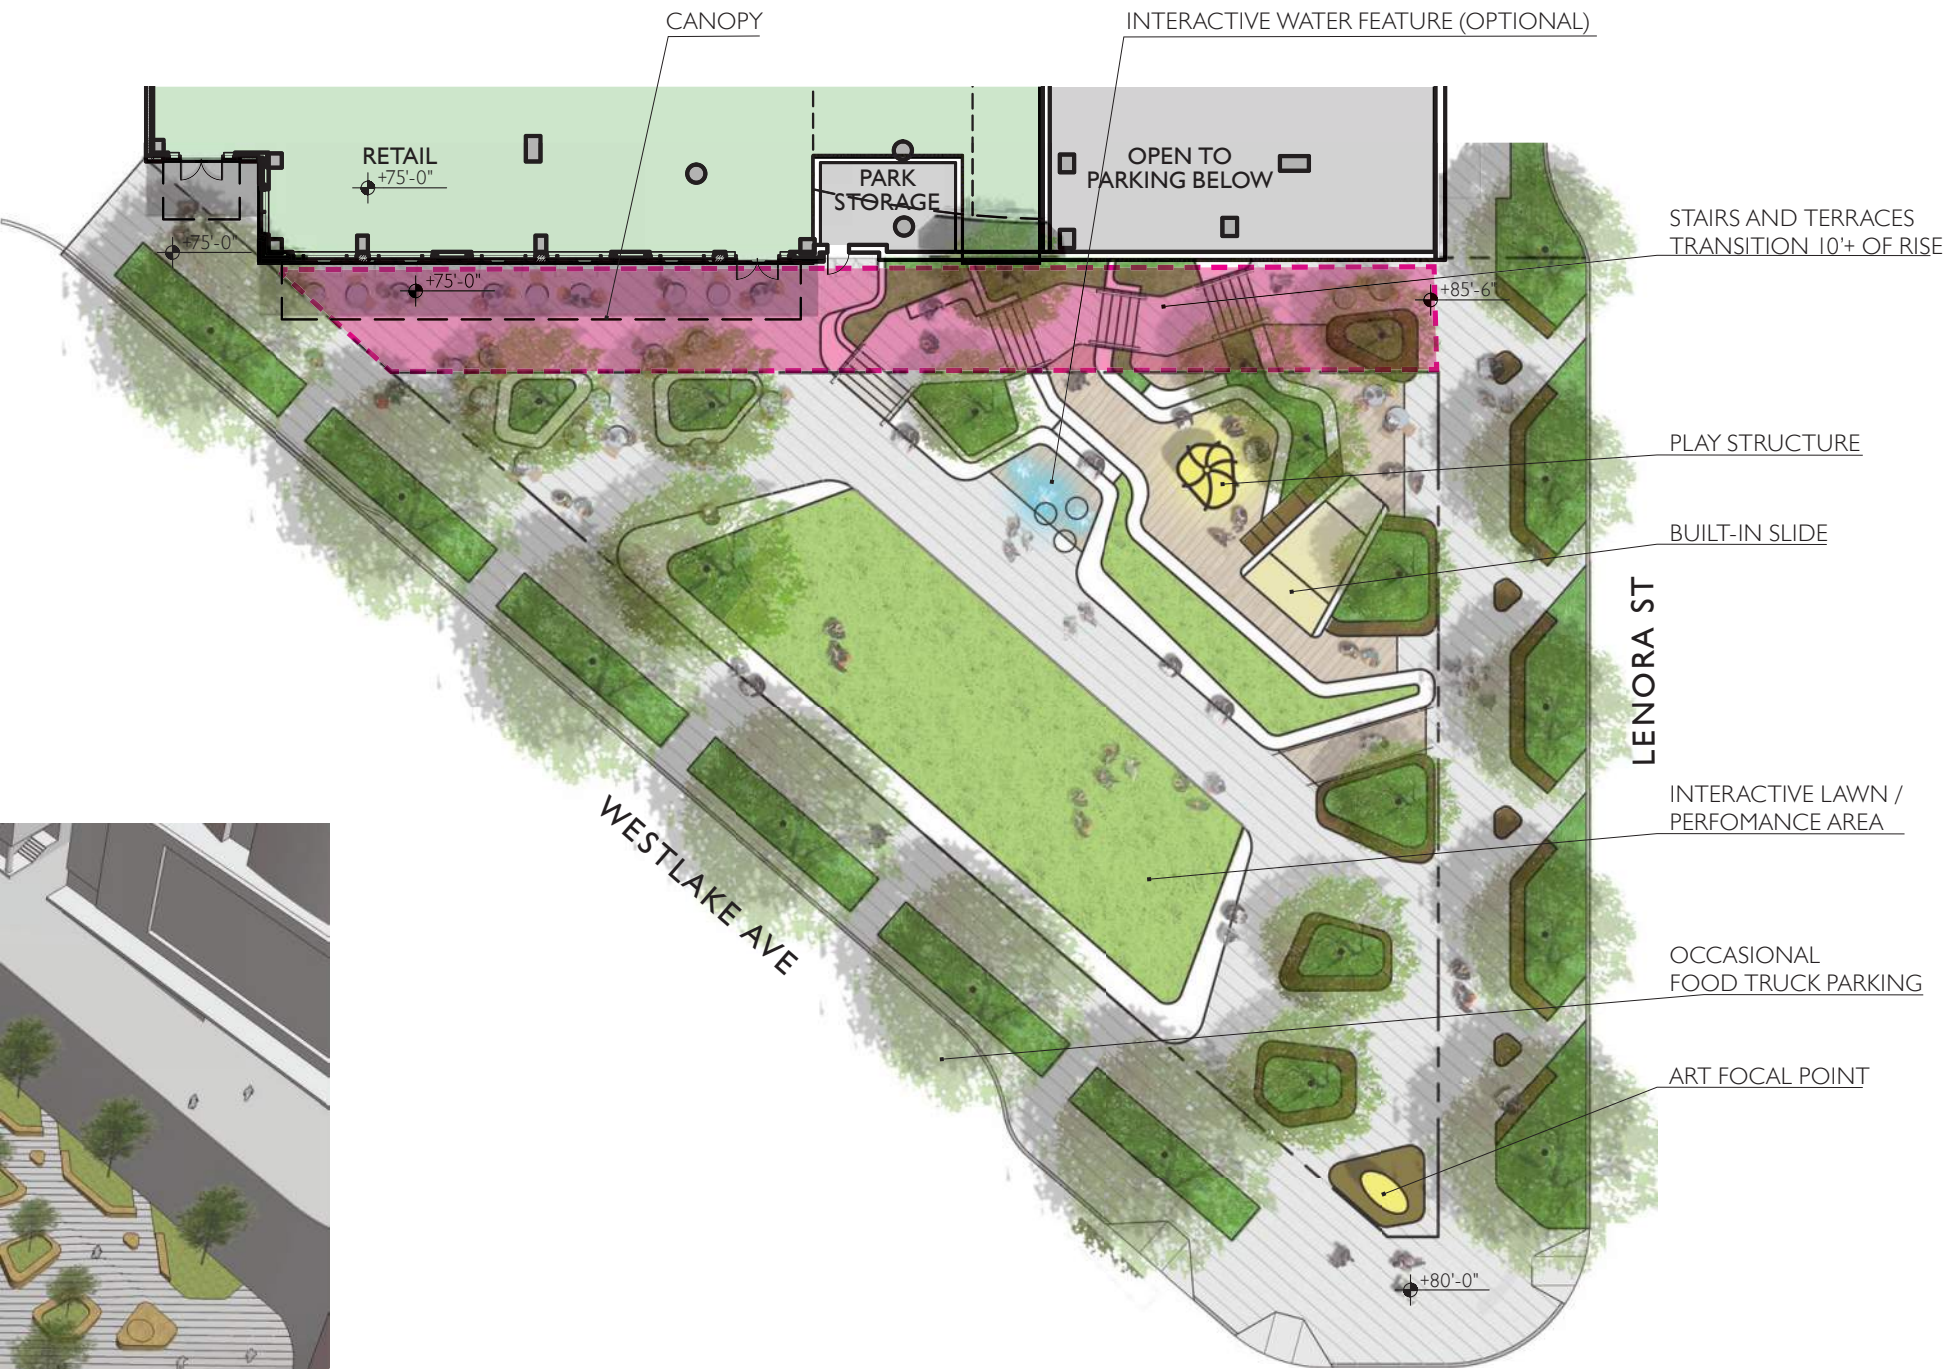 CANOPY
INTERACTIVE WATER FEATURE (OPTIONAL)
RETAIL
+75'-0"
PARK
STORAGE
OPEN TO
PARKING BELOW
STAIRS AND TERRACES
TRANSITION 10'+ OF RISE
+75'-0"
+75'-0"
+85'-6"
PLAY STRUCTURE
BUILT-IN SLIDE
LENORA ST
INTERACTIVE LAWN /
PERFOMANCE AREA
WESTLAKE AVE
OCCASIONAL
FOOD TRUCK PARKING
ART FOCAL POINT
+80'-0"